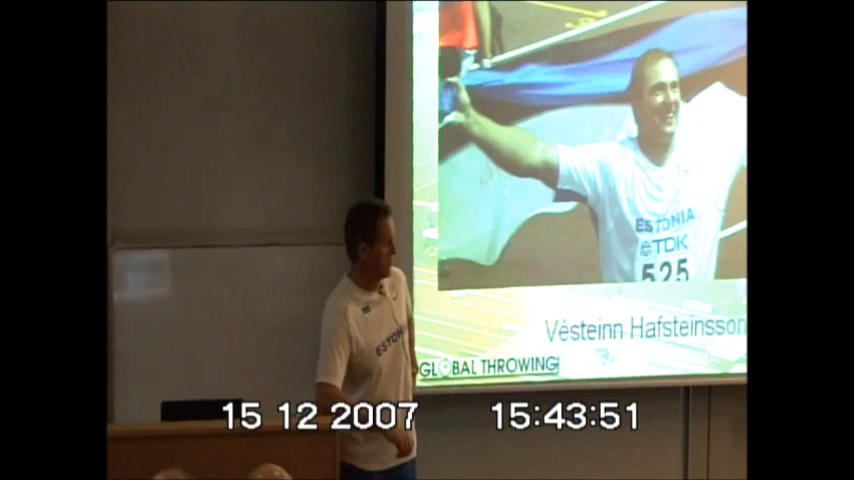 ESTONIA
TDK
525
Vésteinn Hafsteinsson
GLOBAL THROWING
ESTONIA
15 12 2007 15:43:51